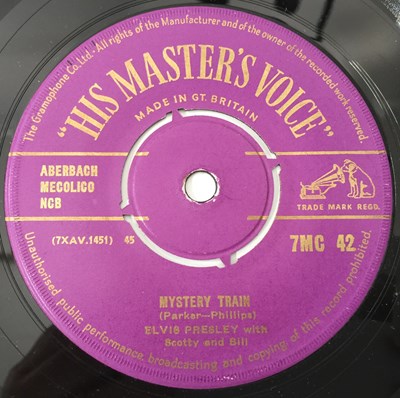 The Gramophone Co. Ltd. All rights of the Manufacturer and of the owner of the recorded work reserved.
"HIS MASTER'S VOICE"
MADE IN GT. BRITAIN
ABERBACH
MECOLICO
NCB
TRADE MARK REGD.
(7XAV.1451) 45
7MC 42
MYSTERY TRAIN
(Parker—Phillips)
ELVIS PRESLEY with
Scotty and Bill
Unauthorised public performance, broadcasting and copying of this record prohibited.